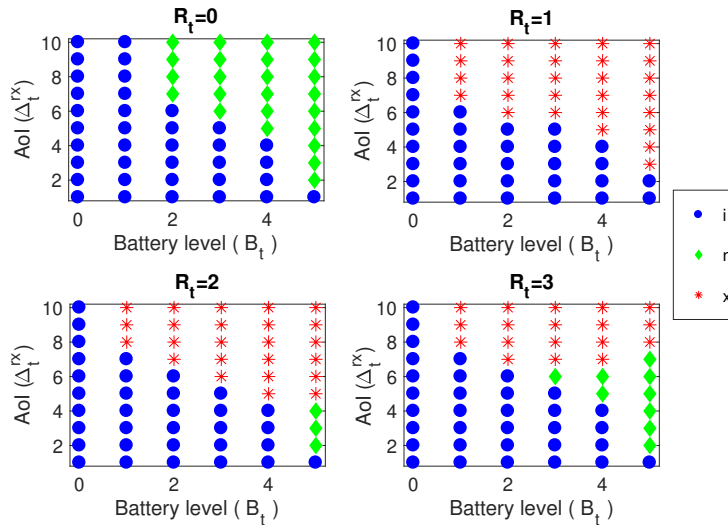 R_t=0
R_t=1
10
8
6
4
2
AoI (Δ_t^rx)
0 2 4
Battery level ( B_t )
10
8
6
4
2
AoI (Δ_t^rx)
0 2 4
Battery level ( B_t )
i
x
R_t=2
R_t=3
10
8
6
4
2
AoI (Δ_t^rx)
0 2 4
Battery level ( B_t )
10
8
6
4
2
AoI (Δ_t^rx)
0 2 4
Battery level ( B_t )